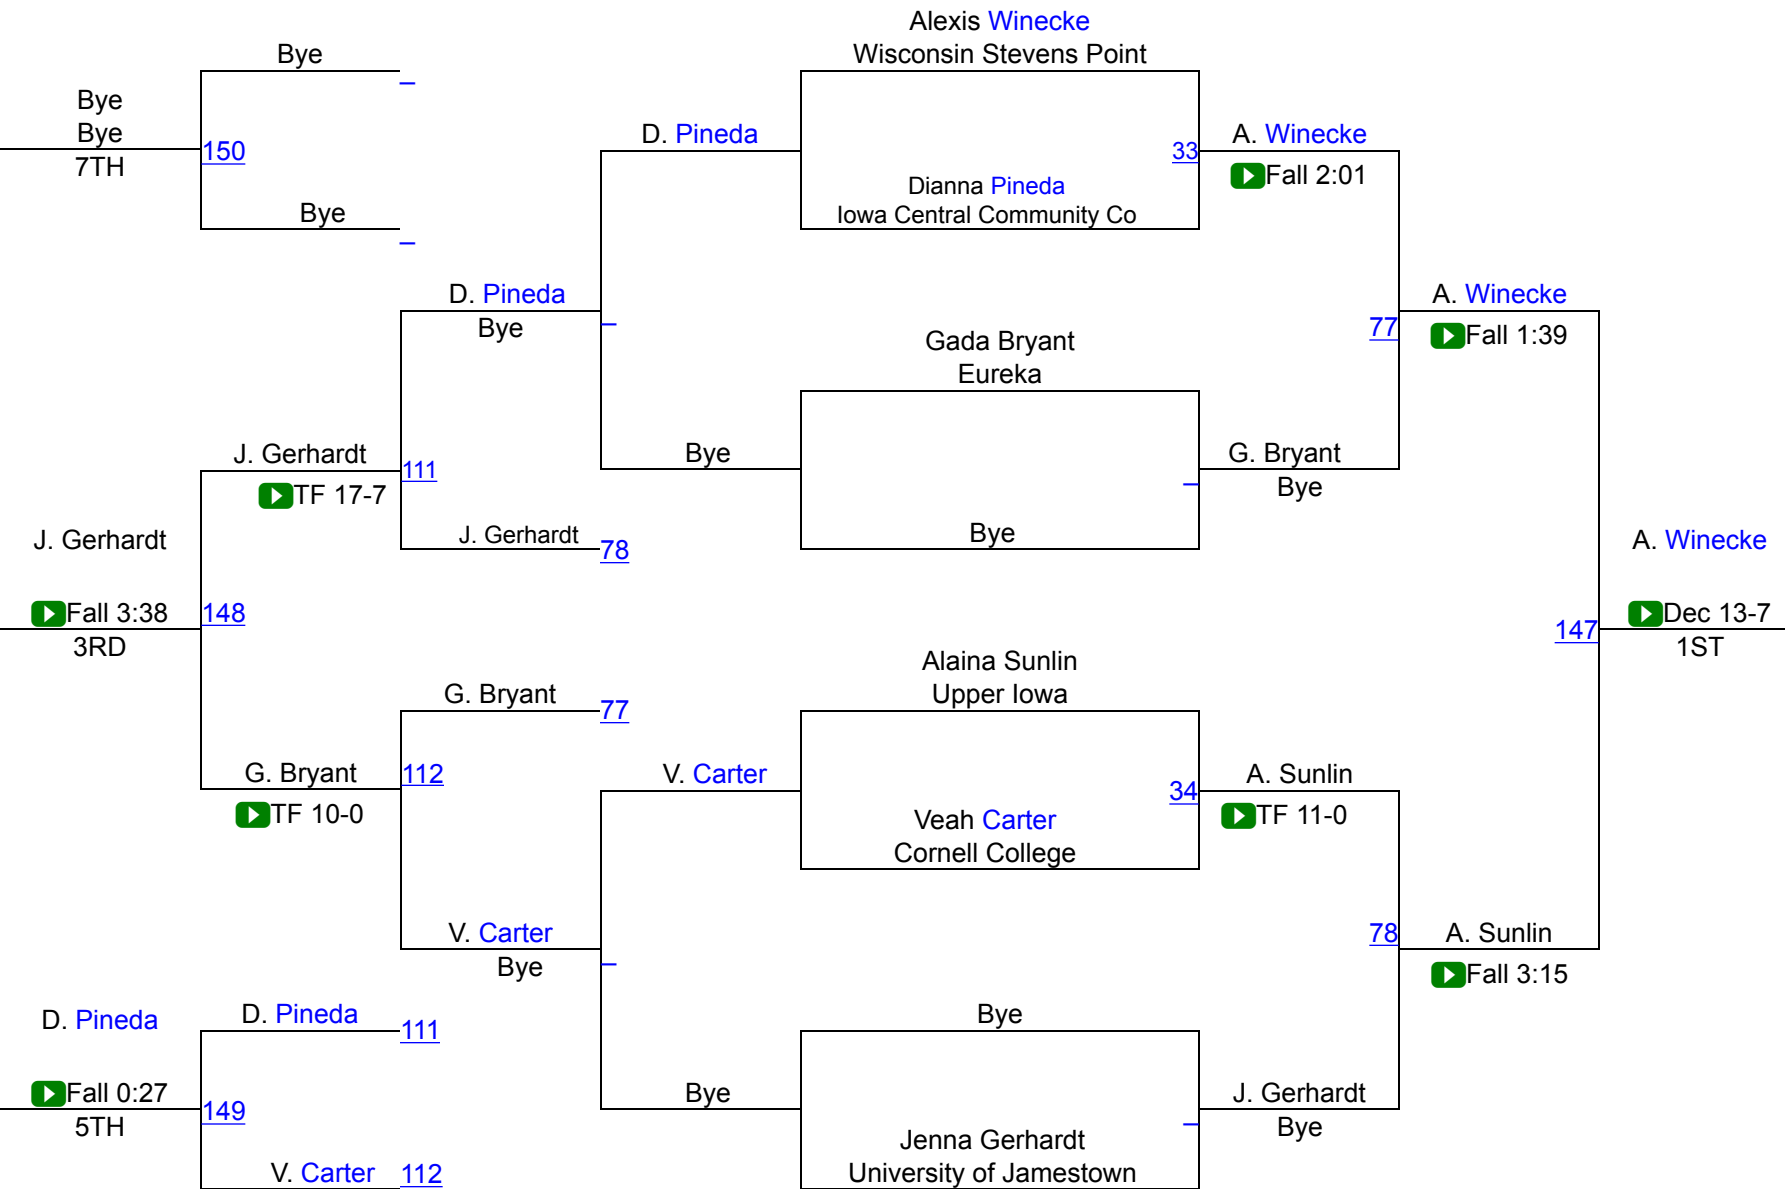 Alexis Winecke
Bye
Wisconsin Stevens Point
Bye
Bye
D. Pineda
A. Winecke
150
33
7TH
Fall 2:01
Dianna Pineda
Bye
Iowa Central Community Co
D. Pineda
A. Winecke
Bye
77
Fall 1:39
Gada Bryant
Eureka
J. Gerhardt
Bye
G. Bryant
111
TF 17-7
Bye
J. Gerhardt
78
Bye
J. Gerhardt
A. Winecke
Fall 3:38
148
Dec 13-7
147
3RD
1ST
Alaina Sunlin
G. Bryant
77
Upper Iowa
G. Bryant
112
V. Carter
A. Sunlin
34
TF 10-0
TF 11-0
Veah Carter
Cornell College
V. Carter
78
A. Sunlin
Bye
Fall 3:15
D. Pineda
D. Pineda
111
Bye
Fall 0:27
149
Bye
J. Gerhardt
5TH
Bye
Jenna Gerhardt
V. Carter
112
University of Jamestown